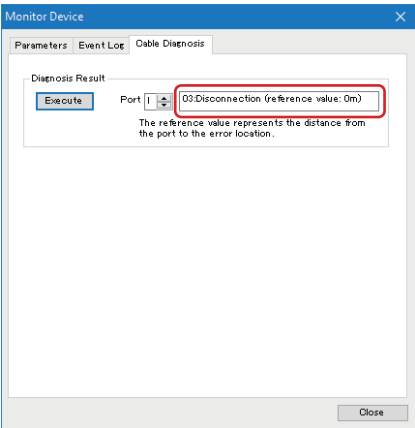 Monitor Device
Parameters Event Log Cable Diagnosis
Diagnosis Result
Execute Port 1 03:Disconnection (reference value: 0m)
The reference value represents the distance from
the port to the error location.
Close